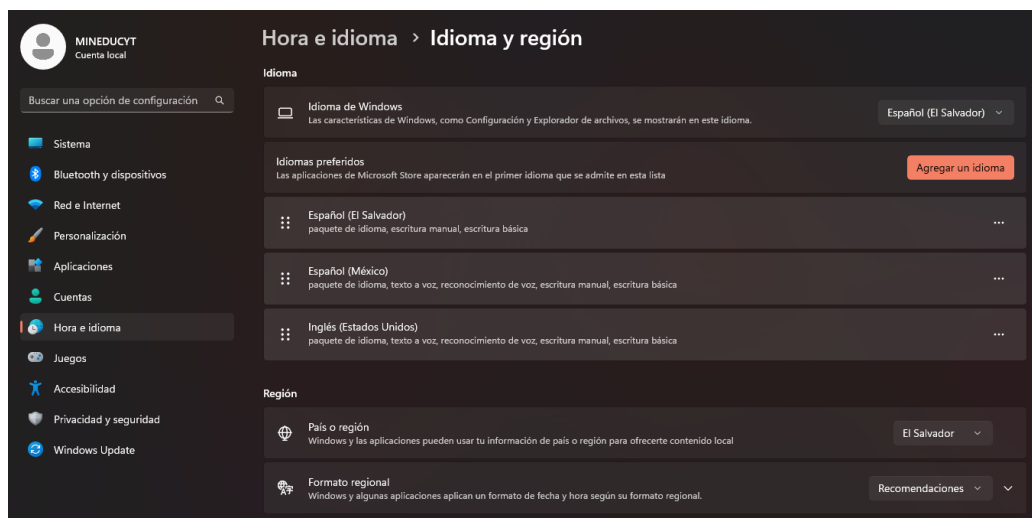 MINEDUCYT
Cuenta local
Buscar una opción de configuración
Sistema
Bluetooth y dispositivos
Red e Internet
Personalización
Aplicaciones
Cuentas
Hora e idioma
Juegos
Accesibilidad
Privacidad y seguridad
Windows Update
Hora e idioma > Idioma y región
Idioma
Idioma de Windows
Las características de Windows, como Configuración y Explorador de archivos, se mostrarán en este idioma.
Español (El Salvador)
Idiomas preferidos
Las aplicaciones de Microsoft Store aparecerán en el primer idioma que se admite en esta lista
Agregar un idioma
Español (El Salvador)
paquete de idioma, escritura manual, escritura básica
Español (México)
paquete de idioma, texto a voz, reconocimiento de voz, escritura manual, escritura básica
Inglés (Estados Unidos)
paquete de idioma, texto a voz, reconocimiento de voz, escritura manual, escritura básica
Región
País o región
Windows y las aplicaciones pueden usar tu información de país o región para ofrecerte contenido local
El Salvador
Formato regional
Windows y algunas aplicaciones aplican un formato de fecha y hora según su formato regional.
Recomendaciones